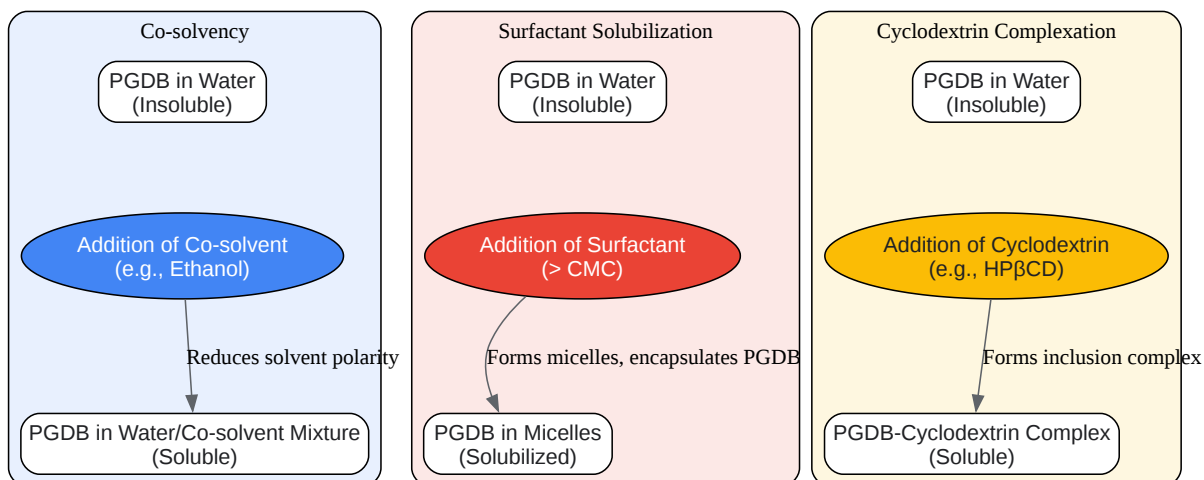 Co-solvency
PGDB in Water
(Insoluble)
Addition of Co-solvent
(e.g., Ethanol)
Reduces solvent polarity
PGDB in Water/Co-solvent Mixture
(Soluble)
Surfactant Solubilization
PGDB in Water
(Insoluble)
Addition of Surfactant
(> CMC)
Forms micelles, encapsulates PGDB
PGDB in Micelles
(Solubilized)
Cyclodextrin Complexation
PGDB in Water
(Insoluble)
Addition of Cyclodextrin
(e.g., HPβCD)
Forms inclusion complex
PGDB-Cyclodextrin Complex
(Soluble)